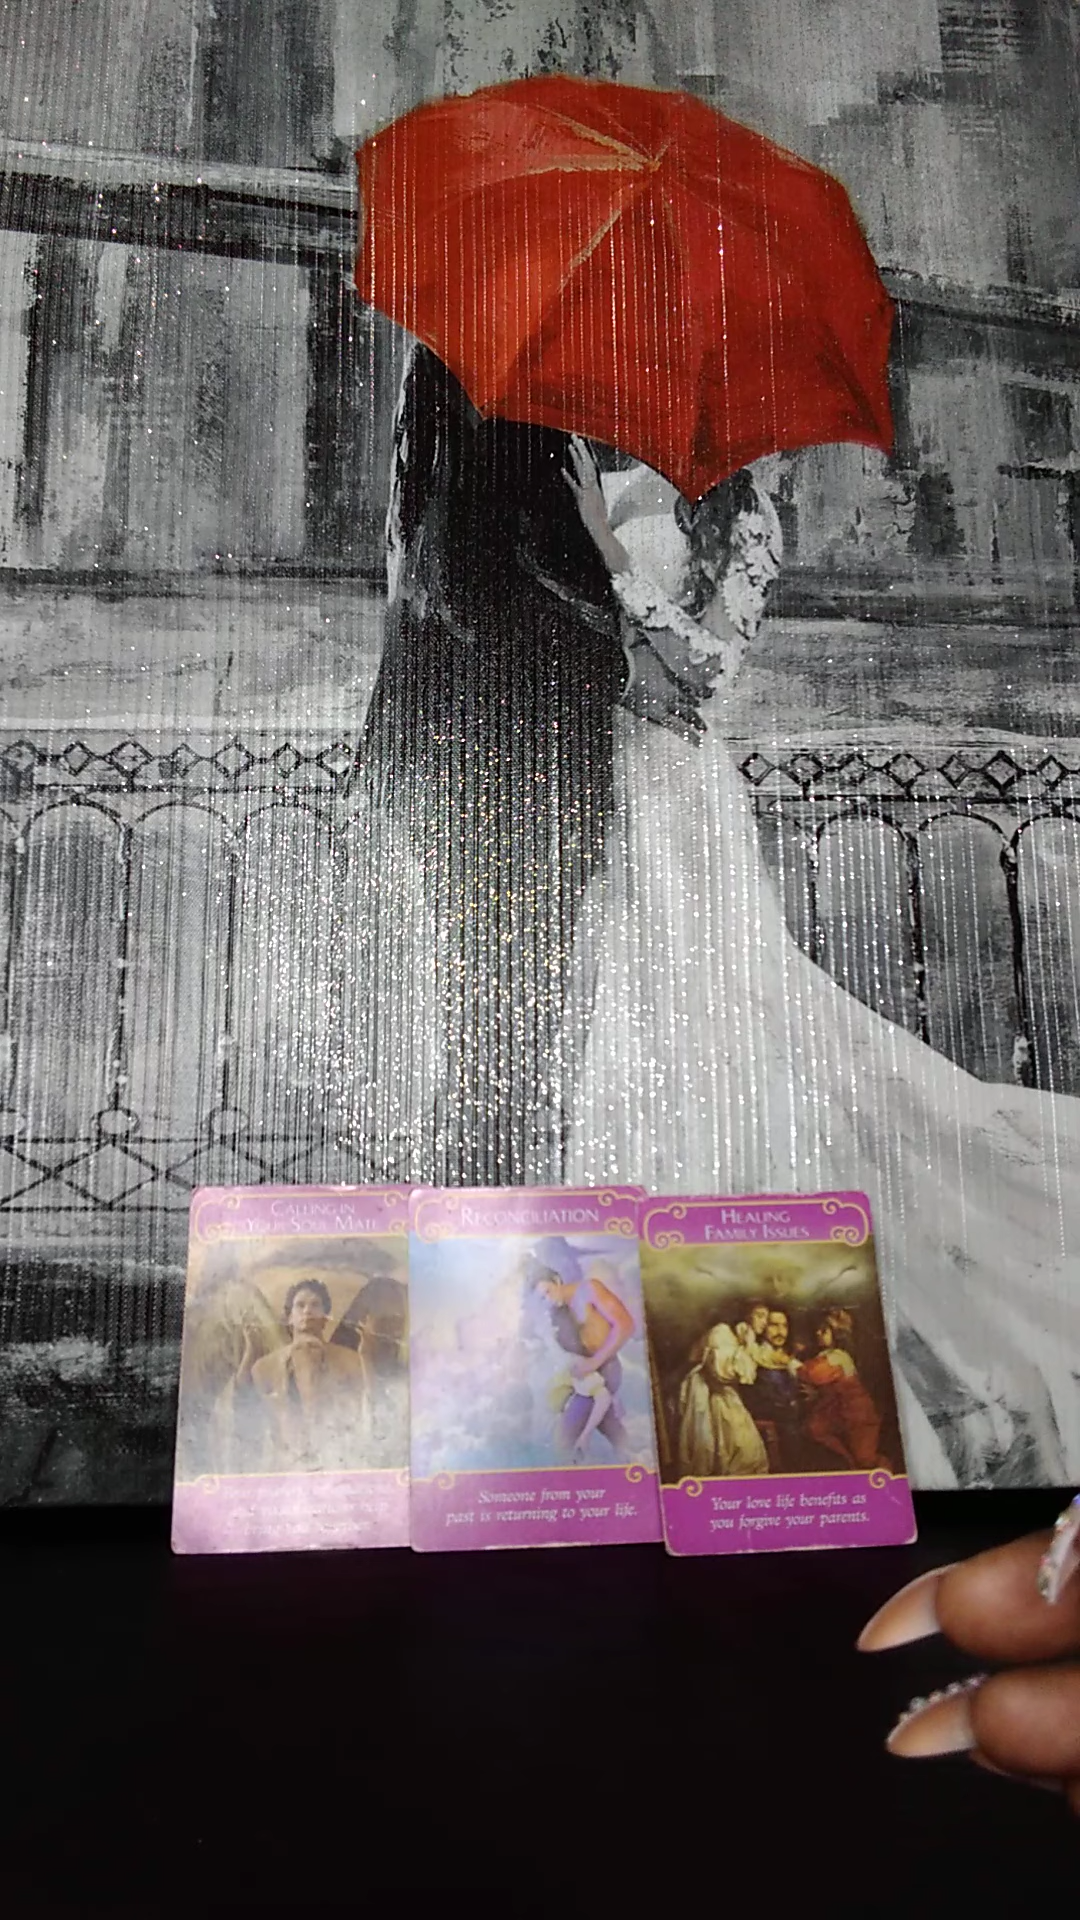 CALLING IN
YOUR SOUL MATE
RECONCILIATION
Someone from your
past is returning to your life.
HEALING
FAMILY ISSUES
Your love life benefits as
you forgive your parents.